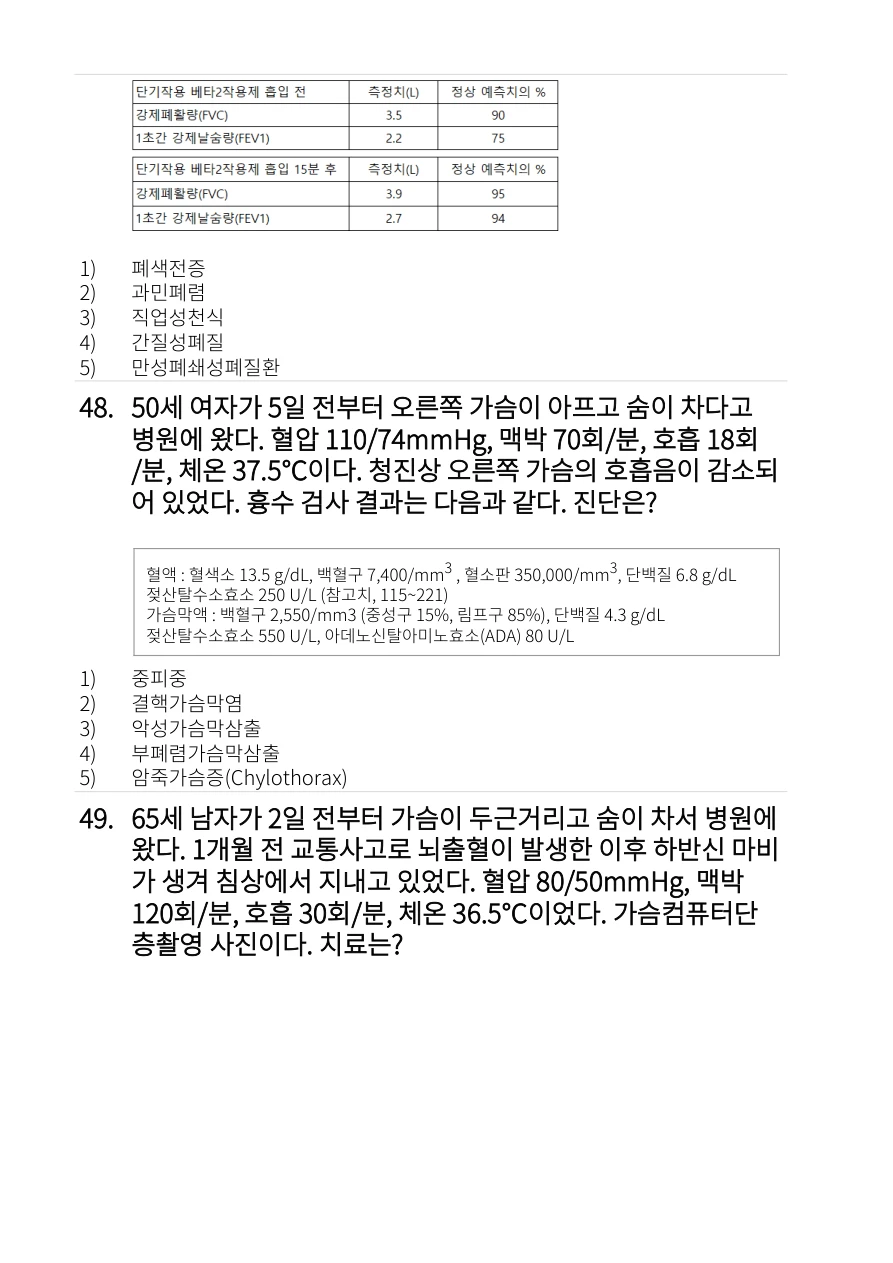 단기작용 베타2작용제 흡입 전 측정치(L) 정상 예측치의 %
강제폐활량(FVC) 3.5 90
1초간 강제날숨량(FEV1) 2.2 75
단기작용 베타2작용제 흡입 15분 후 측정치(L) 정상 예측치의 %
강제폐활량(FVC) 3.9 95
1초간 강제날숨량(FEV1) 2.7 94
1) 폐색전증
2) 과민폐렴
3) 직업성천식
4) 간질성폐질
5) 만성폐쇄성폐질환
48. 50세 여자가 5일 전부터 오른쪽 가슴이 아프고 숨이 차다고
병원에 왔다. 혈압 110/74mmHg, 맥박 70회/분, 호흡 18회
/분, 체온 37.5°C이다. 청진상 오른쪽 가슴의 호흡음이 감소되
어 있었다. 흉수 검사 결과는 다음과 같다. 진단은?
혈액 : 혈색소 13.5 g/dL, 백혈구 7,400/mm³ , 혈소판 350,000/mm³, 단백질 6.8 g/dL
젖산탈수소효소 250 U/L (참고치, 115~221)
가슴막액 : 백혈구 2,550/mm3 (중성구 15%, 림프구 85%), 단백질 4.3 g/dL
젖산탈수소효소 550 U/L, 아데노신탈아미노효소(ADA) 80 U/L
1) 중피중
2) 결핵가슴막염
3) 악성가슴막삼출
4) 부폐렴가슴막삼출
5) 암죽가슴증(Chylothorax)
49. 65세 남자가 2일 전부터 가슴이 두근거리고 숨이 차서 병원에
왔다. 1개월 전 교통사고로 뇌출혈이 발생한 이후 하반신 마비
가 생겨 침상에서 지내고 있었다. 혈압 80/50mmHg, 맥박
120회/분, 호흡 30회/분, 체온 36.5°C이었다. 가슴컴퓨터단
층촬영 사진이다. 치료는?